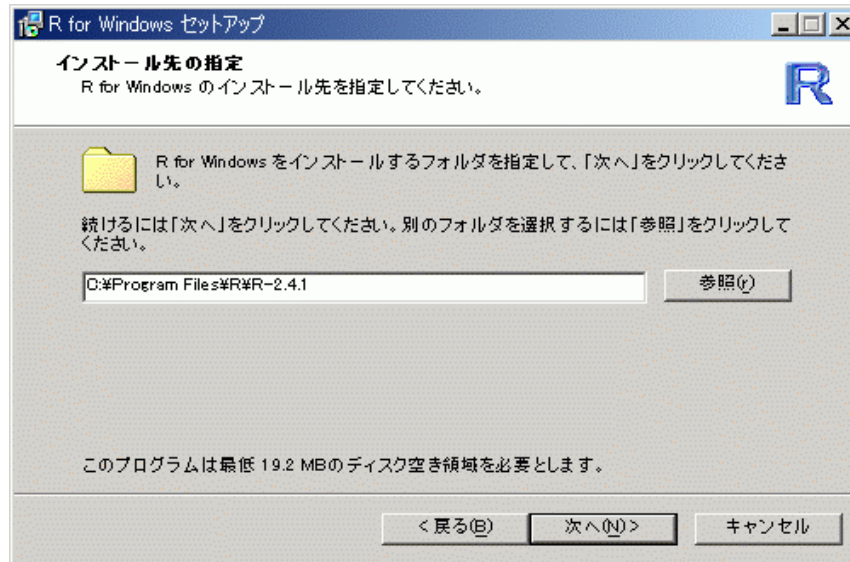 R for Windows セットアップ
インストール先の指定
R for Windows のインストール先を指定してください。
R
R for Windows をインストールするフォルダを指定して、「次へ」をクリックしてくださ
い。
続けるには「次へ」をクリックしてください。別のフォルダを選択するには「参照」をクリックして
ください。
C:¥Program Files¥R¥R-2.4.1
参照(r)
このプログラムは最低 19.2 MBのディスク空き領域を必要とします。
<戻る(B)
次へ(N)>
キャンセル